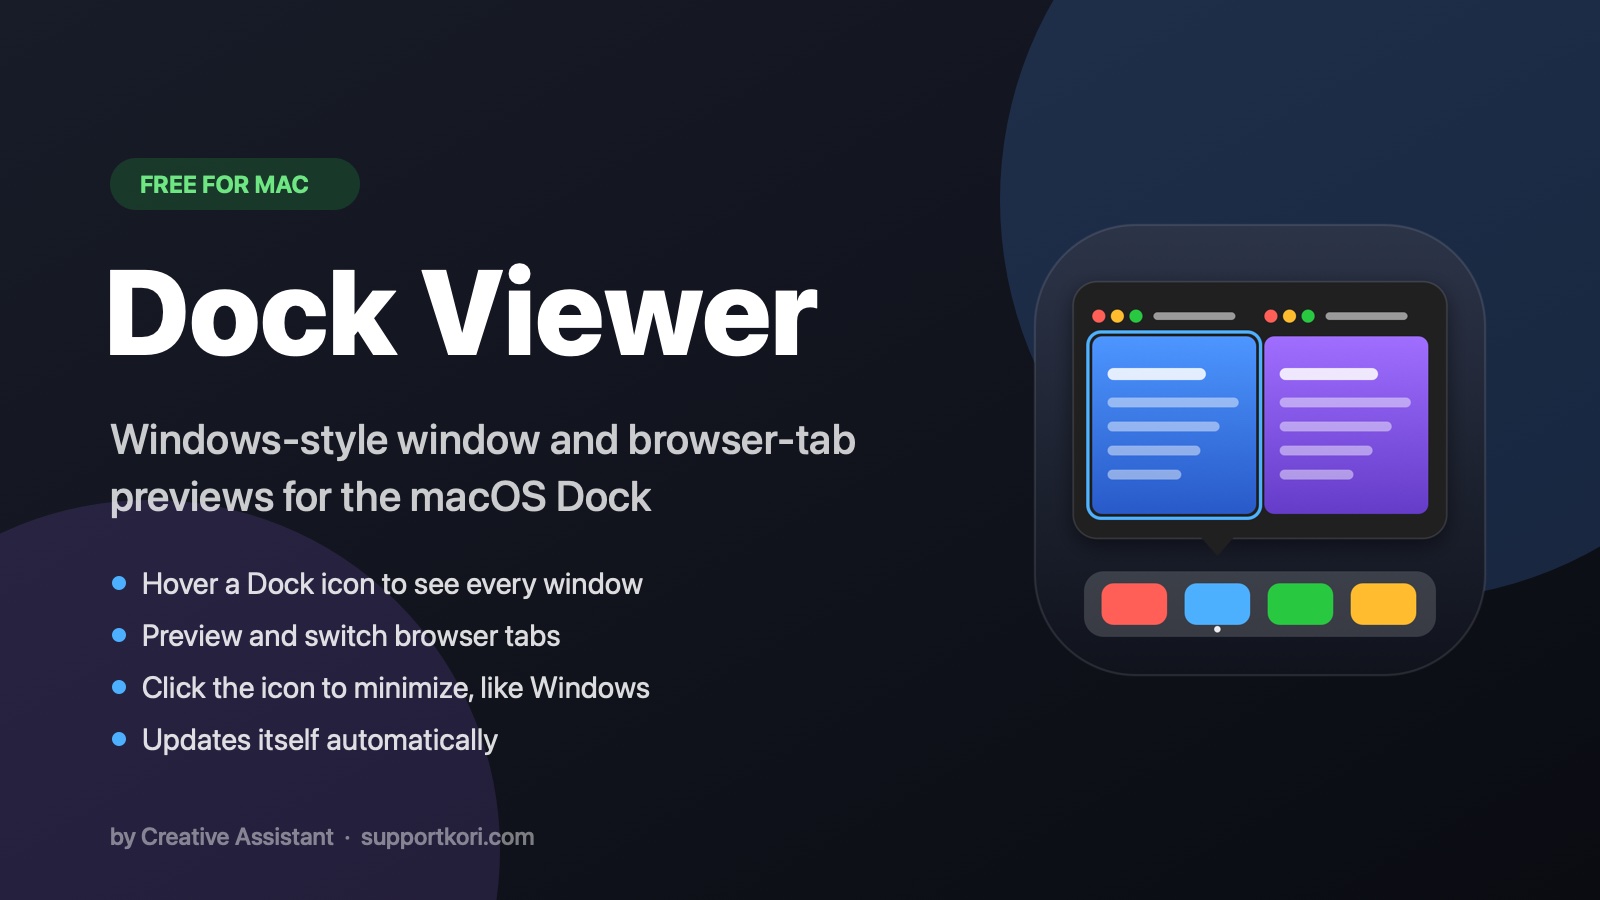 FREE FOR MAC
Dock Viewer
Windows-style window and browser-tab
previews for the macOS Dock
Hover a Dock icon to see every window
Preview and switch browser tabs
Click the icon to minimize, like Windows
Updates itself automatically
by Creative Assistant · supportkori.com